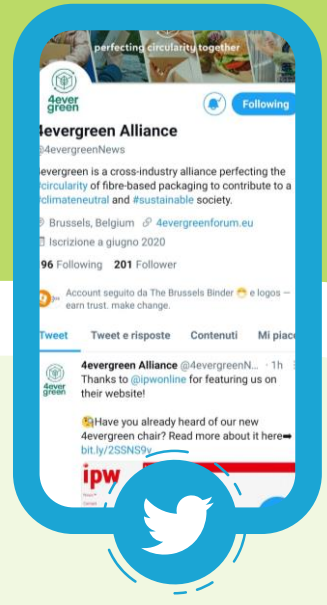 perfecting circularity together
4ever
green
Following
4evergreen Alliance
@4evergreenNews
4evergreen is a cross-industry alliance perfecting the
#circularity of fibre-based packaging to contribute to a
#climateneutral and #sustainable society.
Brussels, Belgium 4evergreenforum.eu
Iscrizione a giugno 2020
96 Following 201 Follower
Account seguito da The Brussels Binder e logos –
earn trust. make change.
Tweet Tweet e risposte Contenuti Mi piac
4evergreen Alliance @4evergreenN... · 1h
4ever
green
Thanks to @ipwonline for featuring us on
their website!
Have you already heard of our new
4evergreen chair? Read more about it here
bit.ly/2SSNS9v
ipw